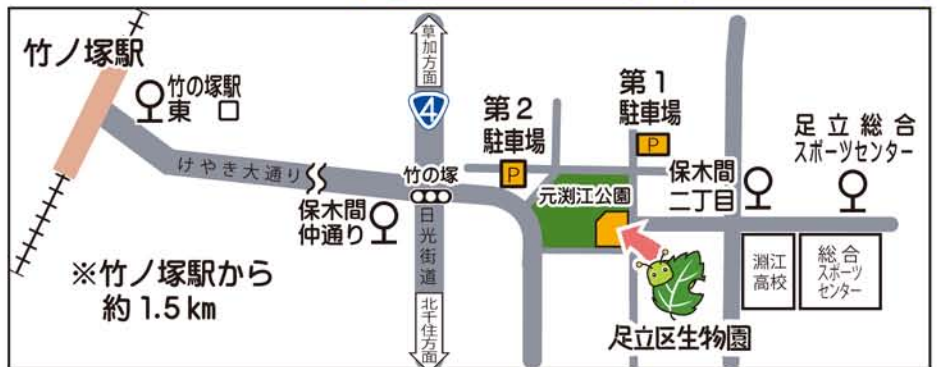 竹ノ塚駅
竹の塚駅
東口
けやき大通り
保木間
仲通り
※竹ノ塚駅から
約1.5km
草加方面
4
竹の塚
日光街道
北千住方面
第2
駐車場
P
第1
駐車場
P
元渕江公園
保木間
二丁目
足立総合
スポーツセンター
淵江
高校
総合
スポーツ
センター
足立区生物園